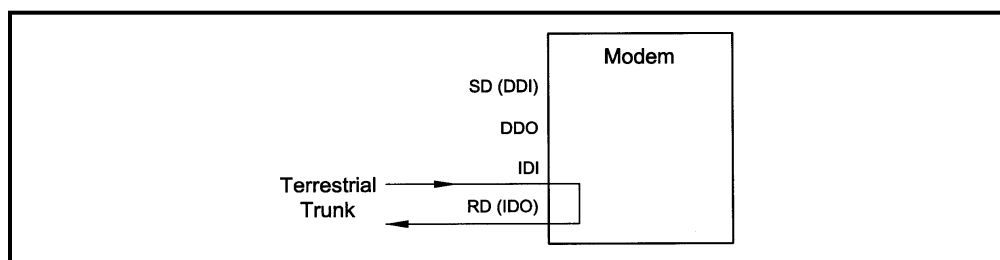 Modem
SD (DDI)
DDO
IDI
Terrestrial
Trunk
RD (IDO)